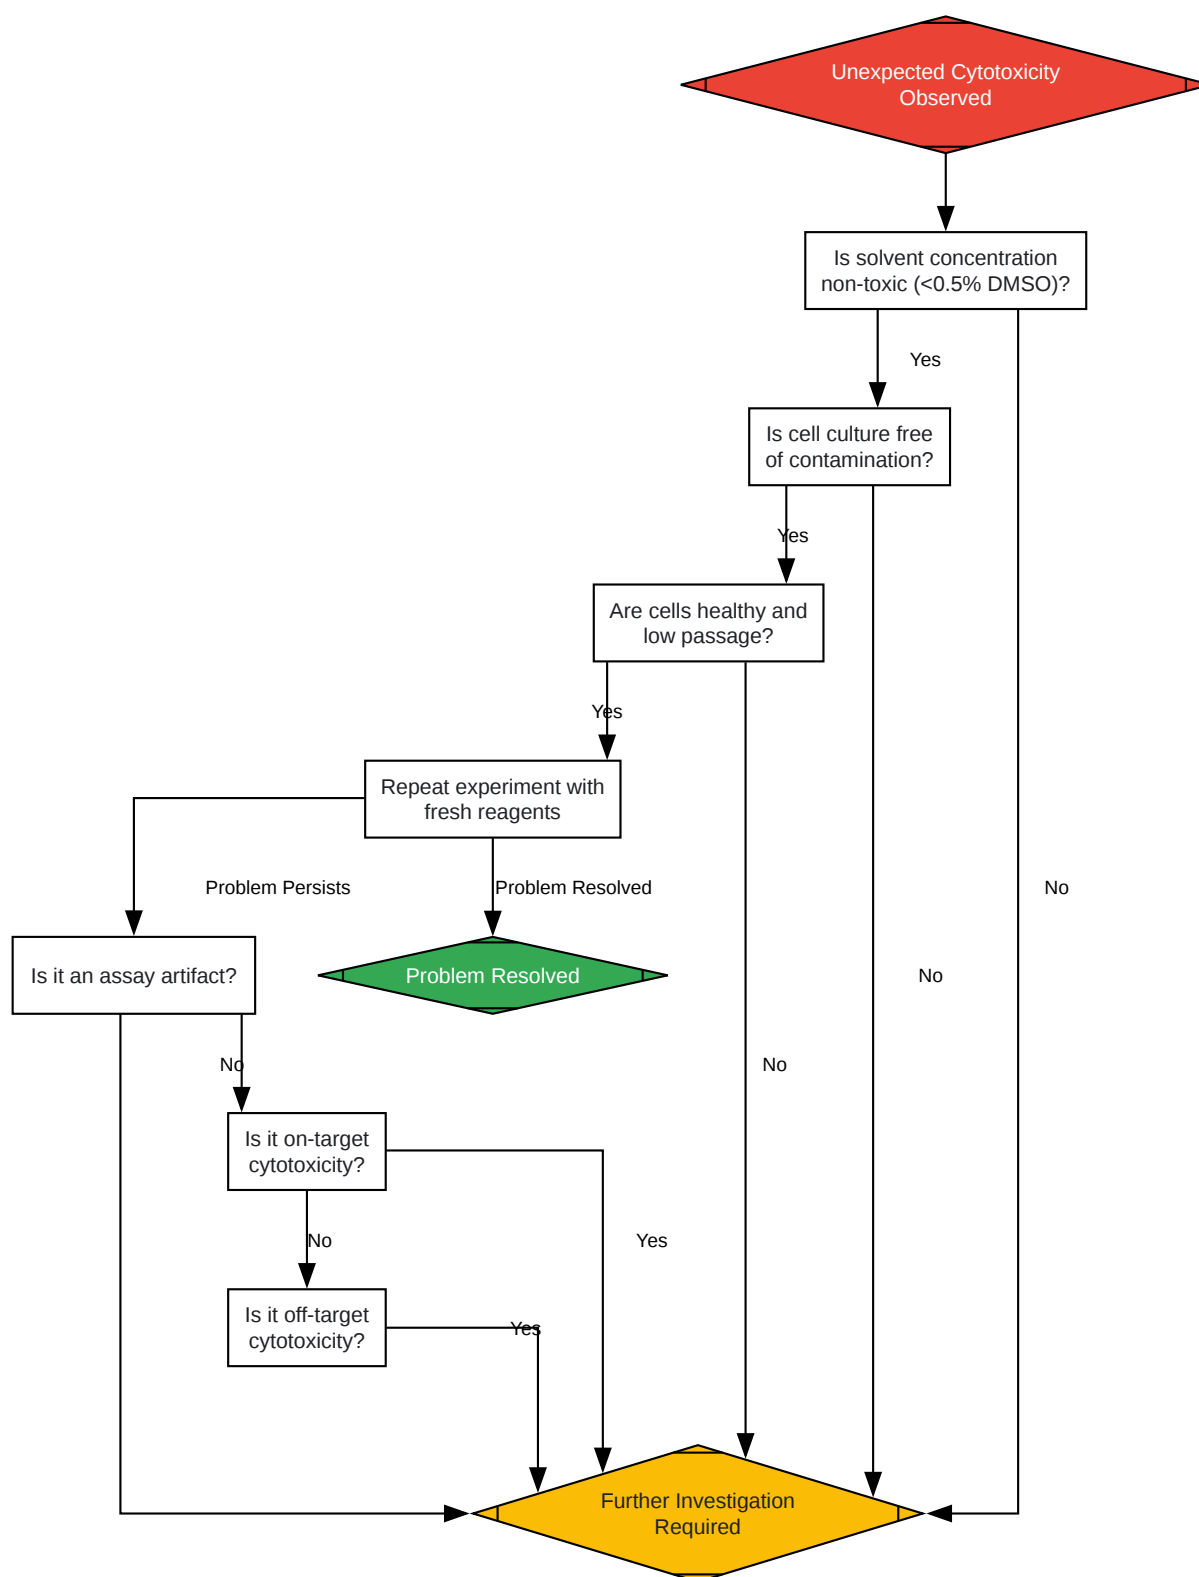 Unexpected Cytotoxicity
Observed
Is solvent concentration
non-toxic (<0.5% DMSO)?
Yes
Is cell culture free
of contamination?
Yes
Are cells healthy and
low passage?
Yes
Repeat experiment with
fresh reagents
Problem Persists
Problem Resolved
No
Is it an assay artifact?
Problem Resolved
No
No
No
Is it on-target
cytotoxicity?
No
Yes
Is it off-target
cytotoxicity?
Yes
Further Investigation
Required